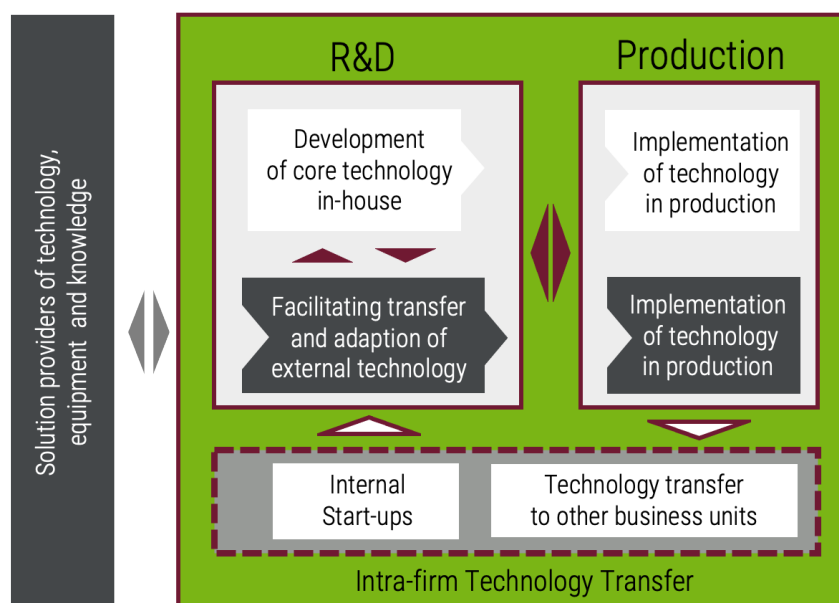 Solution providers of technology,
equipment and knowledge
R&D
Development
of core technology
in-house
Facilitating transfer
and adaption of
external technology
Production
Implementation
of technology
in production
Implementation
of technology
in production
Internal
Start-ups
Technology transfer
to other business units
Intra-firm Technology Transfer